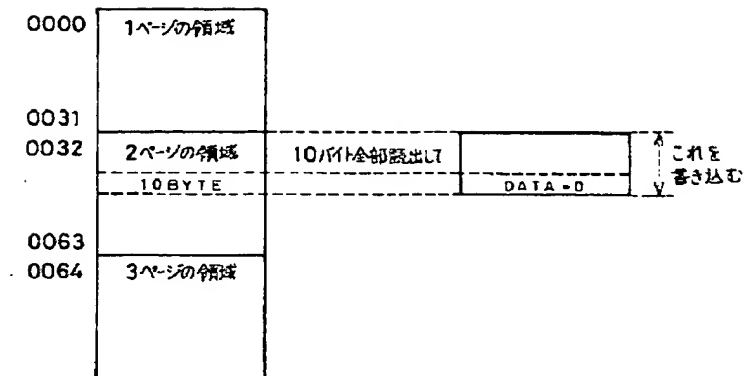 0000 1ページの領域
0031
0032 2ページの領域 10バイト全部読出して これを
10BYTE DATA=0 書き込む
0063
0064 3ページの領域